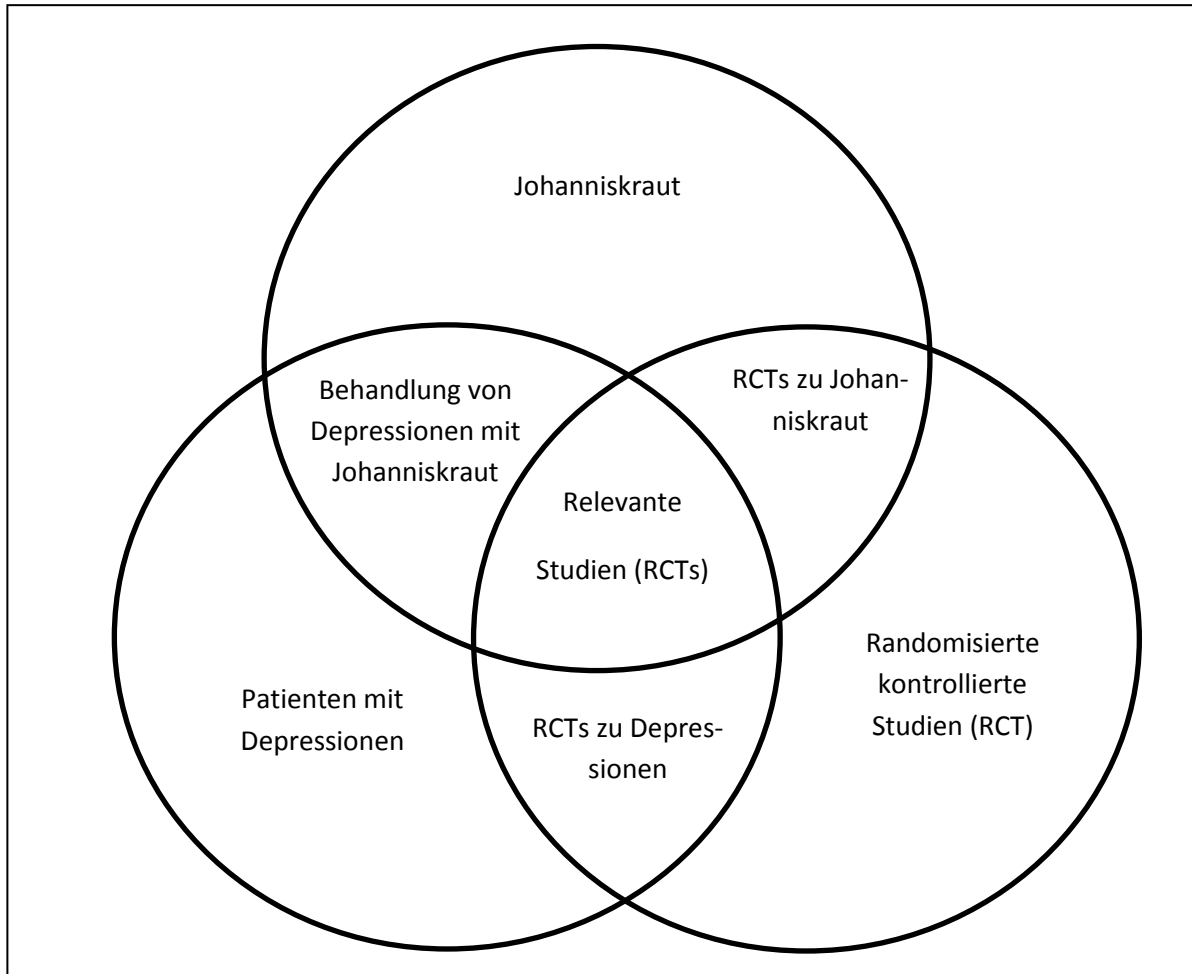 Johanniskraut
Behandlung von
Depressionen mit
Johanniskraut
RCTs zu Johan-
niskraut
Relevante
Studien (RCTs)
Patienten mit
Depressionen
RCTs zu Depres-
sionen
Randomisierte
kontrollierte
Studien (RCT)